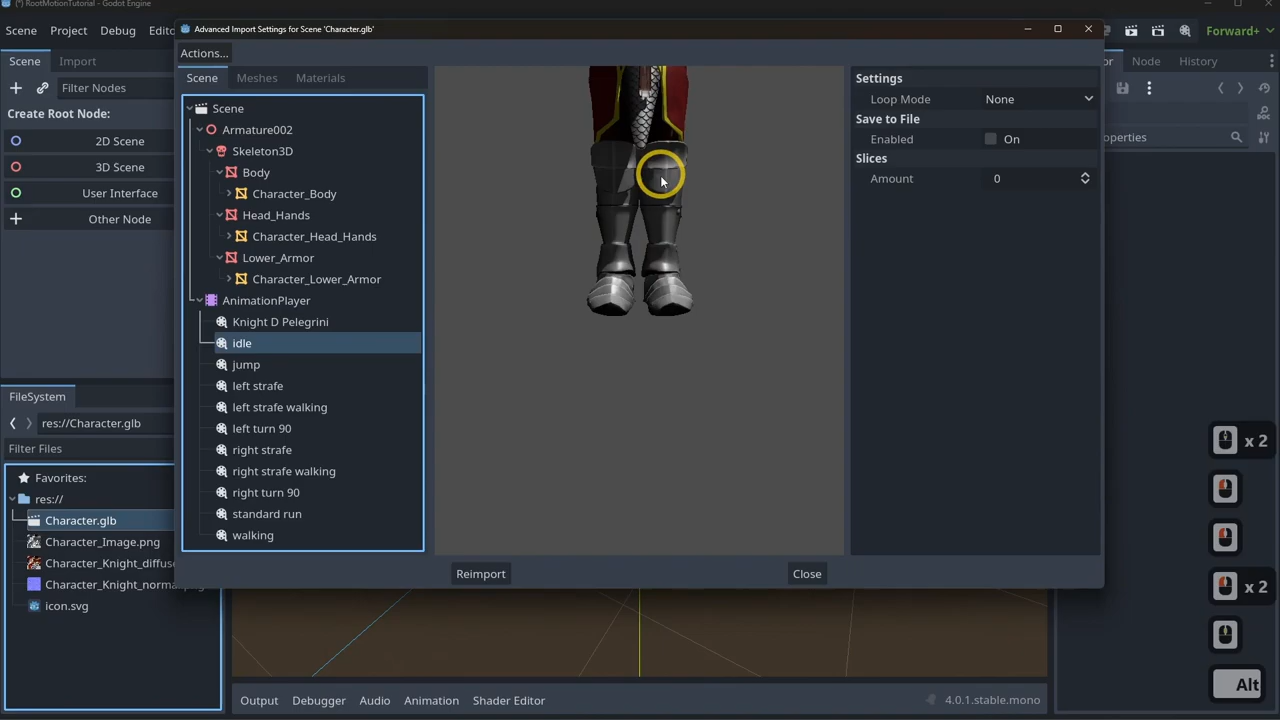 (*) RootMotionTutorial - Godot Engine
Scene Project Debug Edito
Forward+
Advanced Import Settings for Scene 'Character.glb'
Actions...
Scene Import
Filter Nodes
Create Root Node:
2D Scene
3D Scene
User Interface
Other Node
Scene Meshes Materials
Scene
Armature002
Skeleton3D
Body
Character_Body
Head_Hands
Character_Head_Hands
Lower_Armor
Character_Lower_Armor
AnimationPlayer
Knight D Pelegrini
idle
jump
left strafe
left strafe walking
left turn 90
right strafe
right strafe walking
right turn 90
standard run
walking
Settings
Loop Mode None
Save to File
Enabled On
Slices
Amount 0
Reimport Close
or Node History
operties
FileSystem
res://Character.glb
Filter Files
Favorites:
res://
Character.glb
Character_Image.png
Character_Knight_diffuse
Character_Knight_normal.png
icon.svg
Output Debugger Audio Animation Shader Editor
4.0.1.stable.mono
x 2
x 2
Alt